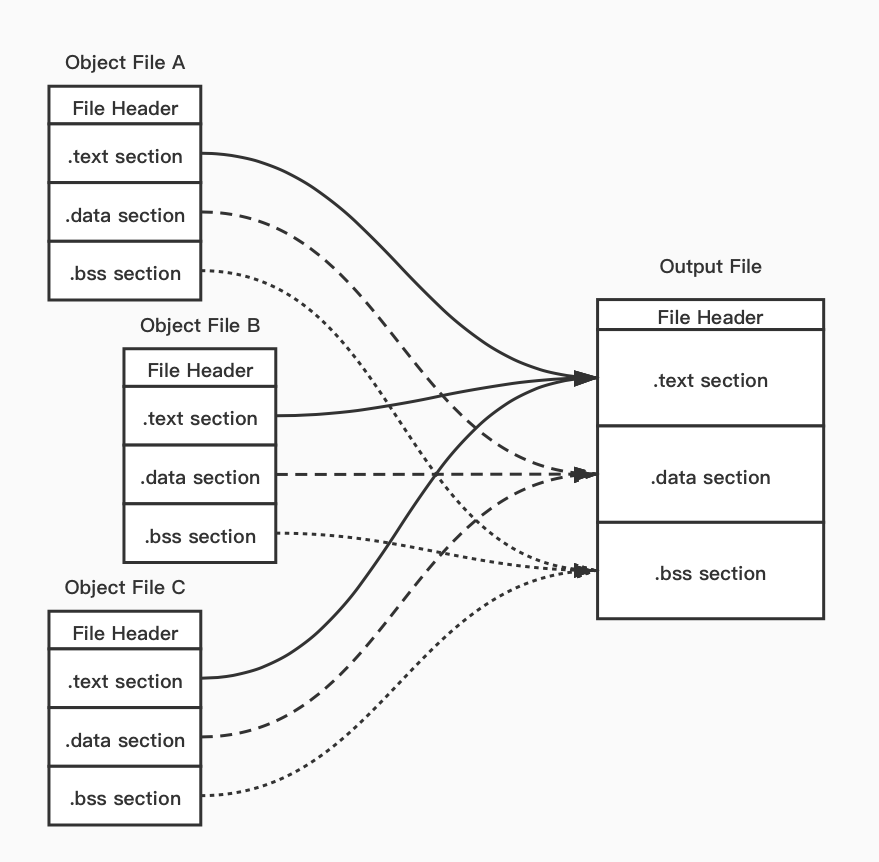 Object File A
File Header
.text section
.data section
.bss section
Object File B
File Header
.text section
.data section
.bss section
Object File C
File Header
.text section
.data section
.bss section
Output File
File Header
.text section
.data section
.bss section